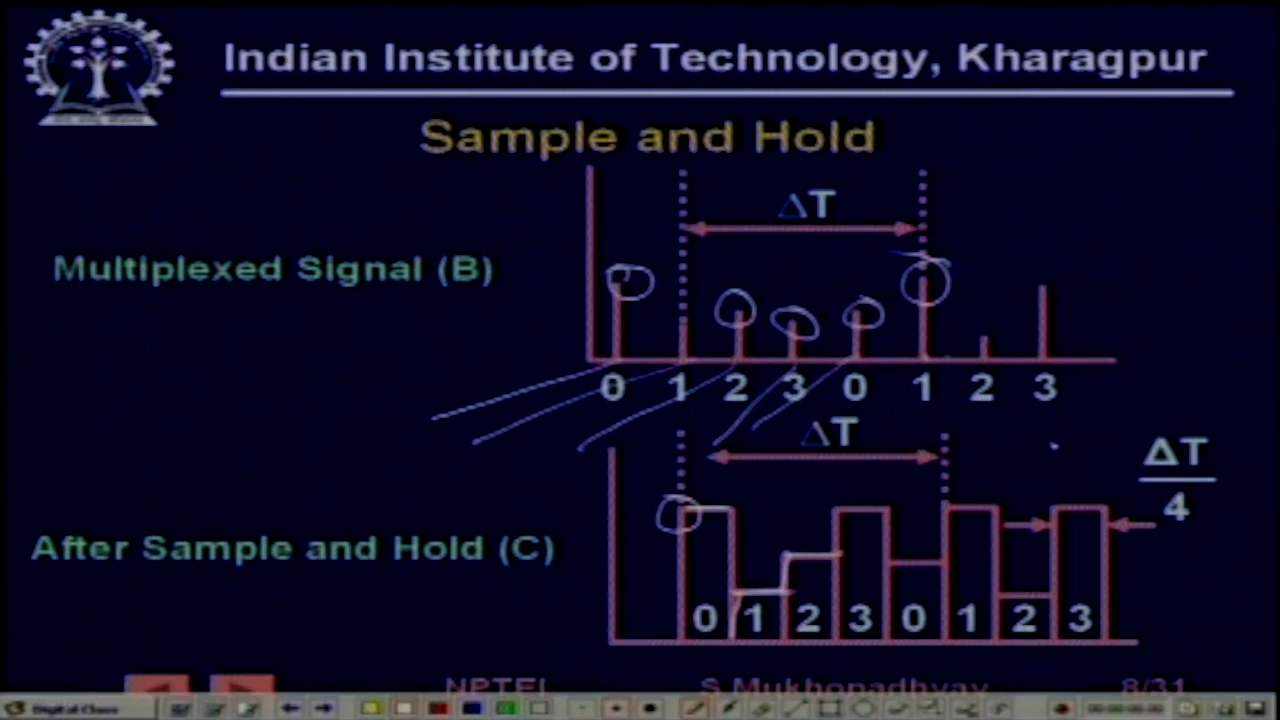 Indian Institute of Technology, Kharagpur
Sample and Hold
ΔT
Multiplexed Signal (B)
0 1 2 3 0 1 2 3
ΔT
ΔT
4
After Sample and Hold (C)
0 1 2 3 0 1 2 3
NPTEL S Mukhopadhyay 8/31
Digital Class